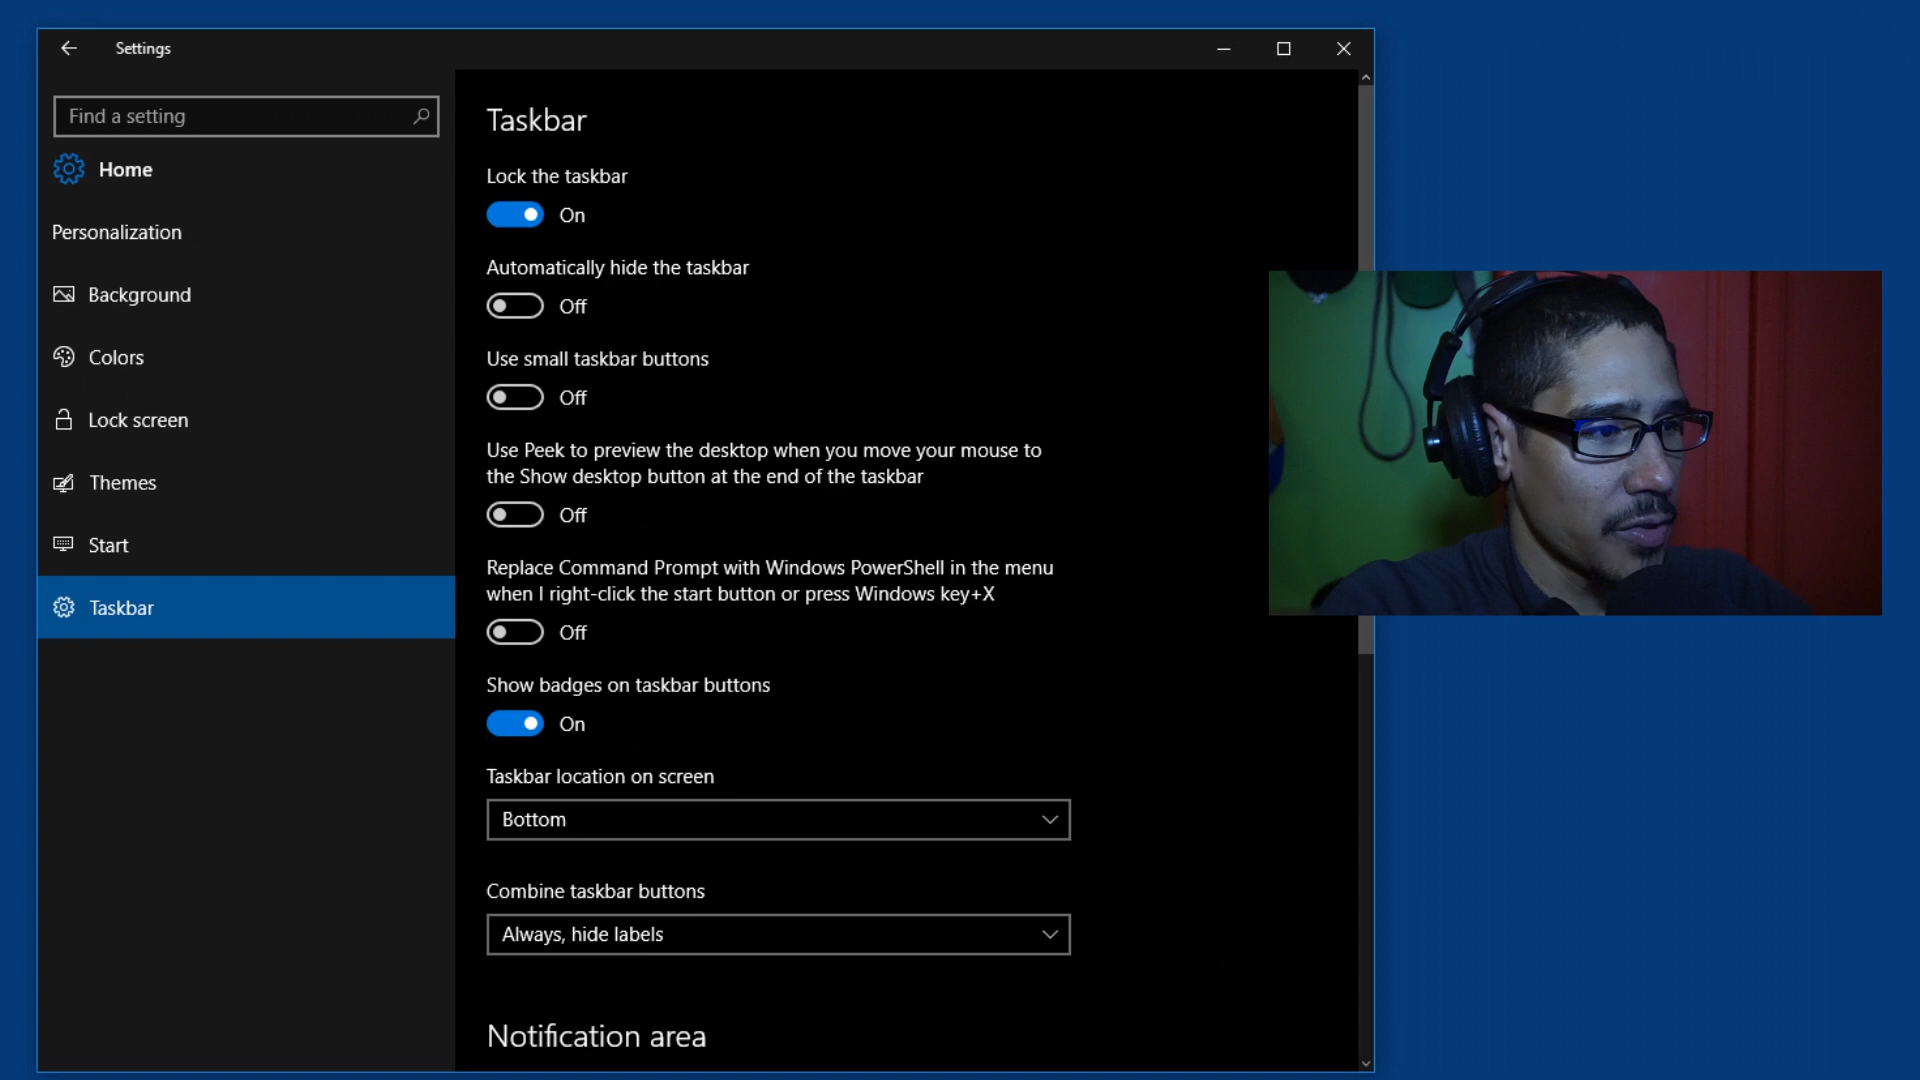 Settings
Find a setting
Home
Personalization
Background
Colors
Lock screen
Themes
Start
Taskbar
Taskbar
Lock the taskbar
On
Automatically hide the taskbar
Off
Use small taskbar buttons
Off
Use Peek to preview the desktop when you move your mouse to
the Show desktop button at the end of the taskbar
Off
Replace Command Prompt with Windows PowerShell in the menu
when I right-click the start button or press Windows key+X
Off
Show badges on taskbar buttons
On
Taskbar location on screen
Bottom
Combine taskbar buttons
Always, hide labels
Notification area